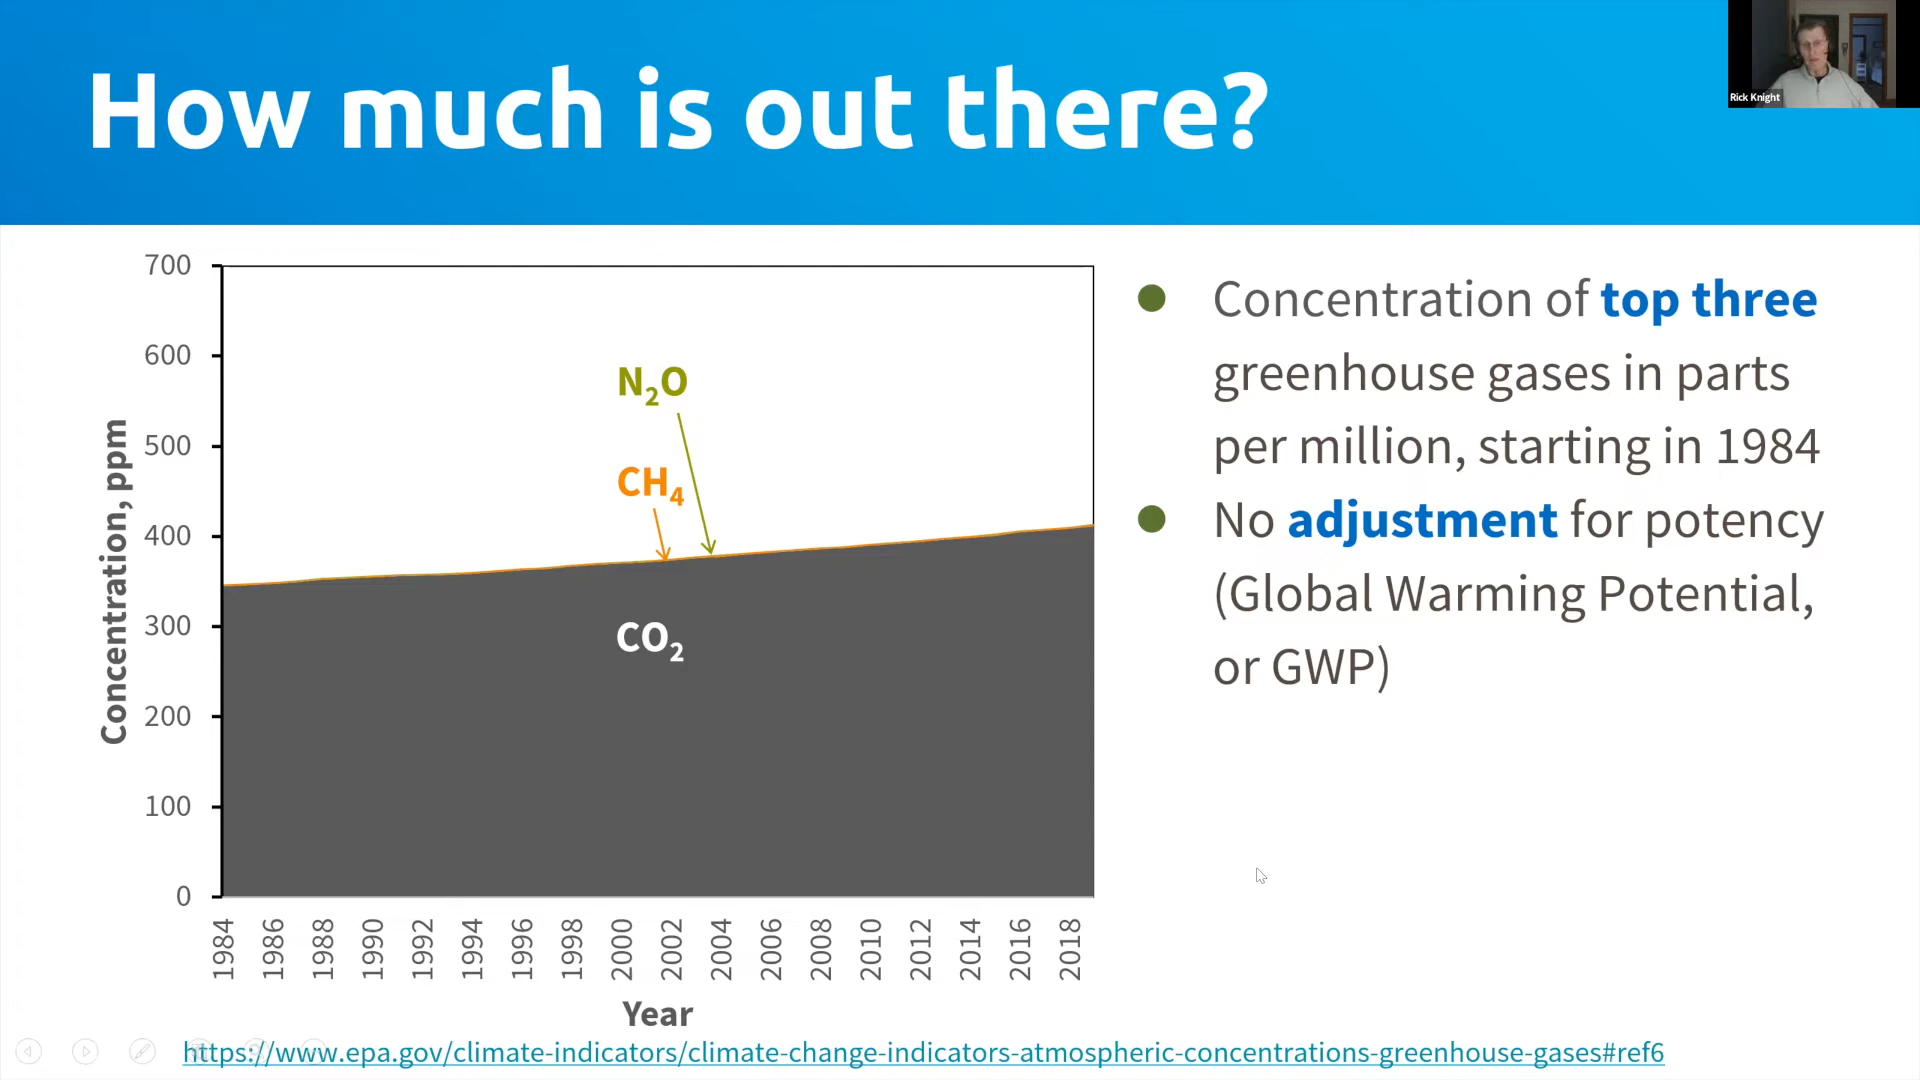 How much is out there?
Rick Knight
700
600
500
400
300
200
100
0
Concentration, ppm
N₂O
CH₄
CO₂
1984
1986
1988
1990
1992
1994
1996
1998
2000
2002
2004
2006
2008
2010
2012
2014
2016
2018
Year
Concentration of top three
greenhouse gases in parts
per million, starting in 1984
No adjustment for potency
(Global Warming Potential,
or GWP)
https://www.epa.gov/climate-indicators/climate-change-indicators-atmospheric-concentrations-greenhouse-gases#ref6